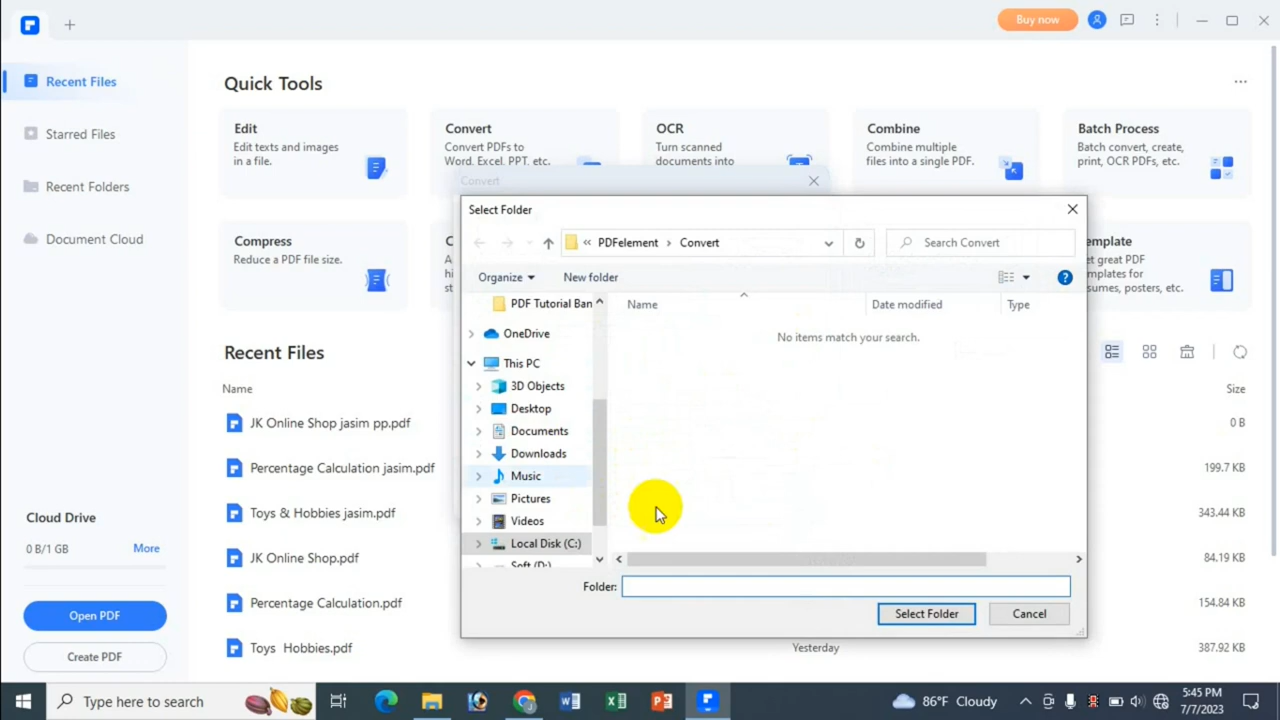 Buy now
Recent Files
Starred Files
Recent Folders
Document Cloud
Quick Tools
Edit
Edit texts and images
in a file.
Convert
Convert PDFs to
Word, Excel, PPT, etc.
OCR
Turn scanned
documents into
Combine
Combine multiple
files into a single PDF.
Batch Process
Batch convert, create,
print, OCR PDFs, etc.
Compress
Reduce a PDF file size.
emplate
et great PDF
mplates for
sumes, posters, etc.
Convert
Select Folder
« PDFelement › Convert
Search Convert
Organize
New folder
PDF Tutorial Ban
OneDrive
This PC
3D Objects
Desktop
Documents
Downloads
Music
Pictures
Videos
Local Disk (C:)
Soft (D:)
Name
Date modified
Type
No items match your search.
Folder:
Select Folder
Cancel
Recent Files
Name
Size
JK Online Shop jasim pp.pdf
0 B
Percentage Calculation jasim.pdf
199.7 KB
Toys & Hobbies jasim.pdf
343.44 KB
JK Online Shop.pdf
84.19 KB
Percentage Calculation.pdf
154.84 KB
Toys Hobbies.pdf
Yesterday
387.92 KB
Cloud Drive
0 B/1 GB
More
Open PDF
Create PDF
Type here to search
86°F Cloudy
5:45 PM
7/7/2023